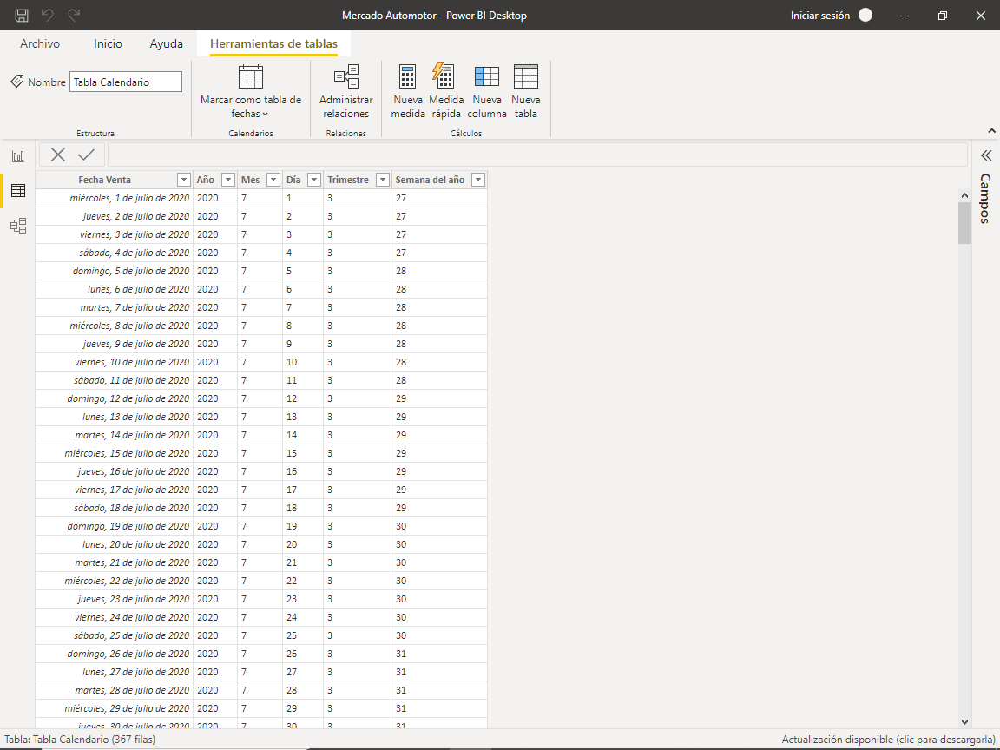 Mercado Automotor - Power BI Desktop
Iniciar sesión
Archivo Inicio Ayuda Herramientas de tablas
Nombre Tabla Calendario
Marcar como tabla de fechas
Administrar relaciones
Nueva medida
Medida rápida
Nueva columna
Nueva tabla
Estructura Calendarios Relaciones Cálculos
Campos
Fecha Venta Año Mes Día Trimestre Semana del año
miércoles, 1 de julio de 2020 2020 7 1 3 27
jueves, 2 de julio de 2020 2020 7 2 3 27
viernes, 3 de julio de 2020 2020 7 3 3 27
sábado, 4 de julio de 2020 2020 7 4 3 27
domingo, 5 de julio de 2020 2020 7 5 3 28
lunes, 6 de julio de 2020 2020 7 6 3 28
martes, 7 de julio de 2020 2020 7 7 3 28
miércoles, 8 de julio de 2020 2020 7 8 3 28
jueves, 9 de julio de 2020 2020 7 9 3 28
viernes, 10 de julio de 2020 2020 7 10 3 28
sábado, 11 de julio de 2020 2020 7 11 3 28
domingo, 12 de julio de 2020 2020 7 12 3 29
lunes, 13 de julio de 2020 2020 7 13 3 29
martes, 14 de julio de 2020 2020 7 14 3 29
miércoles, 15 de julio de 2020 2020 7 15 3 29
jueves, 16 de julio de 2020 2020 7 16 3 29
viernes, 17 de julio de 2020 2020 7 17 3 29
sábado, 18 de julio de 2020 2020 7 18 3 29
domingo, 19 de julio de 2020 2020 7 19 3 30
lunes, 20 de julio de 2020 2020 7 20 3 30
martes, 21 de julio de 2020 2020 7 21 3 30
miércoles, 22 de julio de 2020 2020 7 22 3 30
jueves, 23 de julio de 2020 2020 7 23 3 30
viernes, 24 de julio de 2020 2020 7 24 3 30
sábado, 25 de julio de 2020 2020 7 25 3 30
domingo, 26 de julio de 2020 2020 7 26 3 31
lunes, 27 de julio de 2020 2020 7 27 3 31
martes, 28 de julio de 2020 2020 7 28 3 31
miércoles, 29 de julio de 2020 2020 7 29 3 31
jueves, 30 de julio de 2020 2020 7 30 3 31
Tabla: Tabla Calendario (367 filas)
Actualización disponible (clic para descargarla)